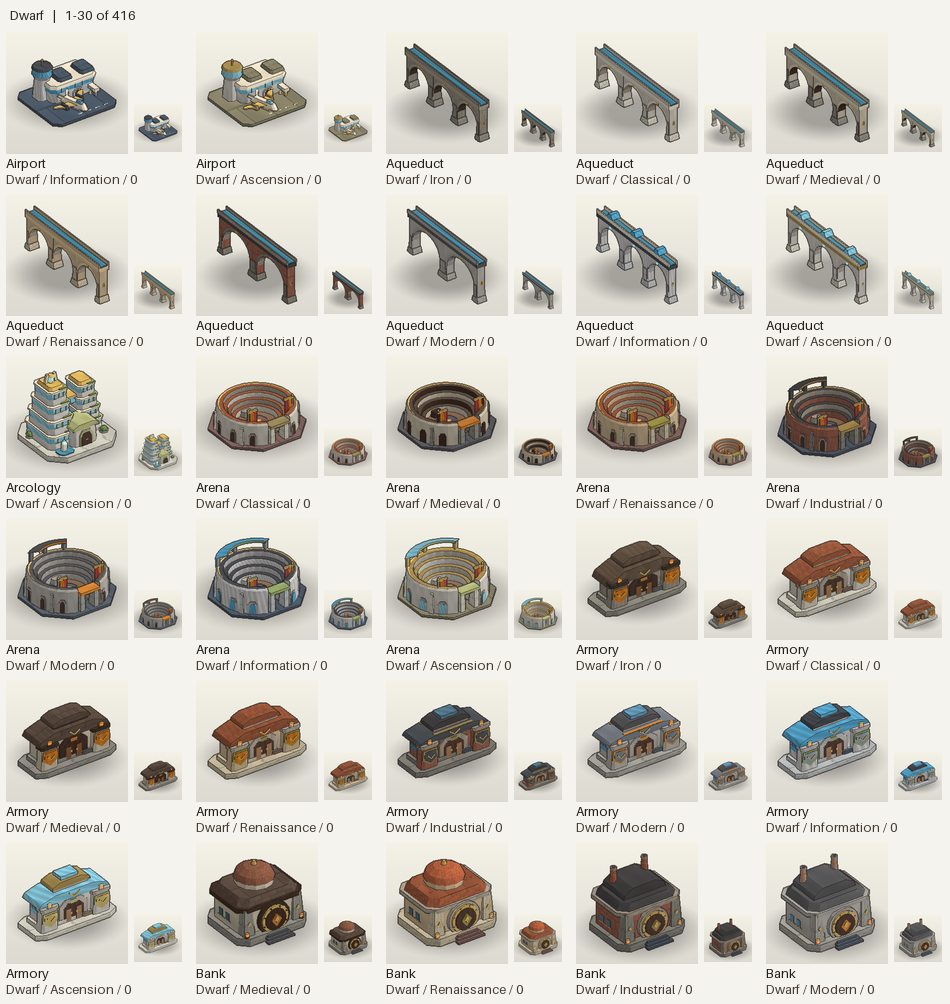 Dwarf | 1-30 of 416
Airport
Dwarf / Information / 0
Airport
Dwarf / Ascension / 0
Aqueduct
Dwarf / Iron / 0
Aqueduct
Dwarf / Classical / 0
Aqueduct
Dwarf / Medieval / 0
Aqueduct
Dwarf / Renaissance / 0
Aqueduct
Dwarf / Industrial / 0
Aqueduct
Dwarf / Modern / 0
Aqueduct
Dwarf / Information / 0
Aqueduct
Dwarf / Ascension / 0
Arcology
Dwarf / Ascension / 0
Arena
Dwarf / Classical / 0
Arena
Dwarf / Medieval / 0
Arena
Dwarf / Renaissance / 0
Arena
Dwarf / Industrial / 0
Arena
Dwarf / Modern / 0
Arena
Dwarf / Information / 0
Arena
Dwarf / Ascension / 0
Armory
Dwarf / Iron / 0
Armory
Dwarf / Classical / 0
Armory
Dwarf / Medieval / 0
Armory
Dwarf / Renaissance / 0
Armory
Dwarf / Industrial / 0
Armory
Dwarf / Modern / 0
Armory
Dwarf / Information / 0
Armory
Dwarf / Ascension / 0
Bank
Dwarf / Medieval / 0
Bank
Dwarf / Renaissance / 0
Bank
Dwarf / Industrial / 0
Bank
Dwarf / Modern / 0